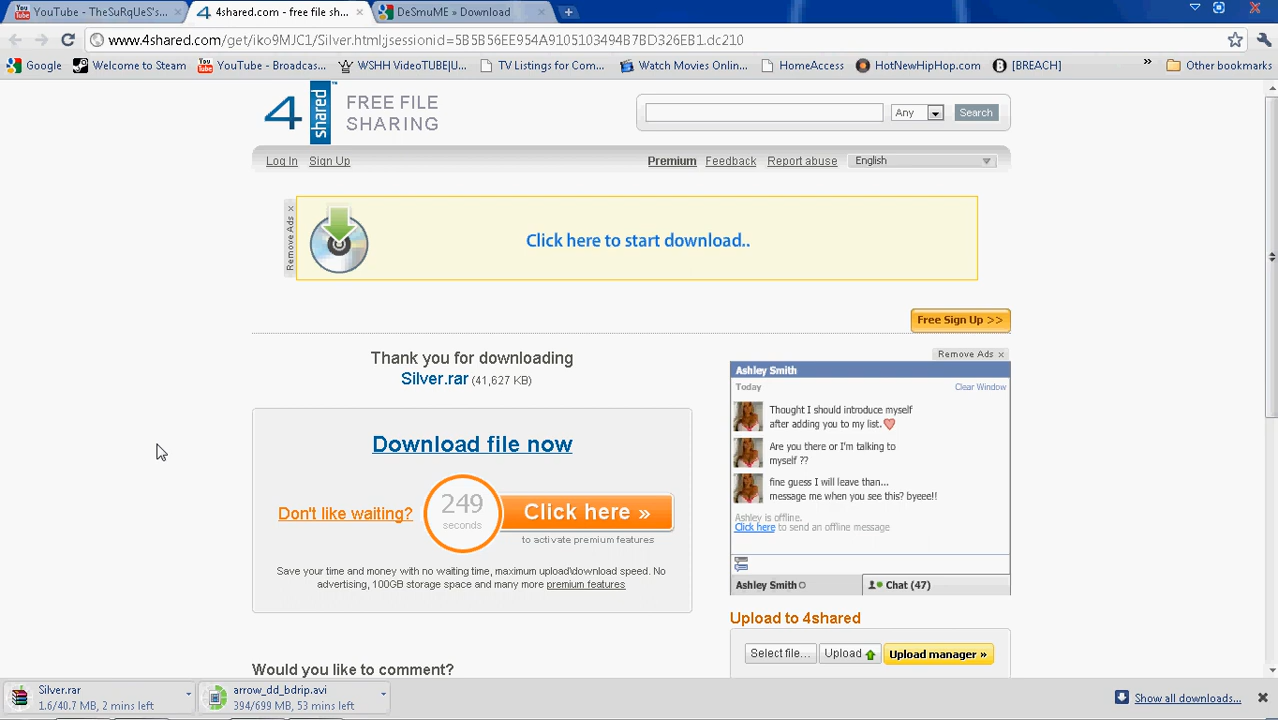 YouTube - TheSuRqUeS's...
4shared.com - free file sh...
DeSmuME » Download
www.4shared.com/get/iko9MJC1/Silver.html;jsessionid=5B5B56EE954A9105103494B7BD326EB1.dc210
Google
Welcome to Steam
YouTube - Broadcas...
WSHH VideoTUBE|U...
TV Listings for Com...
Watch Movies Onlin...
HomeAccess
HotNewHipHop.com
[BREACH]
»
Other bookmarks
4shared
FREE FILE
SHARING
Any
Search
Log In
Sign Up
Premium
Feedback
Report abuse
English
Remove Ads x
Click here to start download..
Free Sign Up >>
Thank you for downloading
Silver.rar (41,627 KB)
Download file now
Don't like waiting?
249
seconds
Click here »
to activate premium features
Save your time and money with no waiting time, maximum upload\download speed. No
advertising, 100GB storage space and many more premium features.
Would you like to comment?
Remove Ads x
Ashley Smith
Today
Clear Window
Thought I should introduce myself
after adding you to my list.
Are you there or I'm talking to
myself ??
fine guess I will leave than...
message me when you see this? byeee!!
Ashley is offline.
Click here to send an offline message
Ashley Smith
Chat (47)
Upload to 4shared
Select file...
Upload
Upload manager »
Silver.rar
1.6/40.7 MB, 2 mins left
arrow_dd_bdrip.avi
394/699 MB, 53 mins left
Show all downloads...